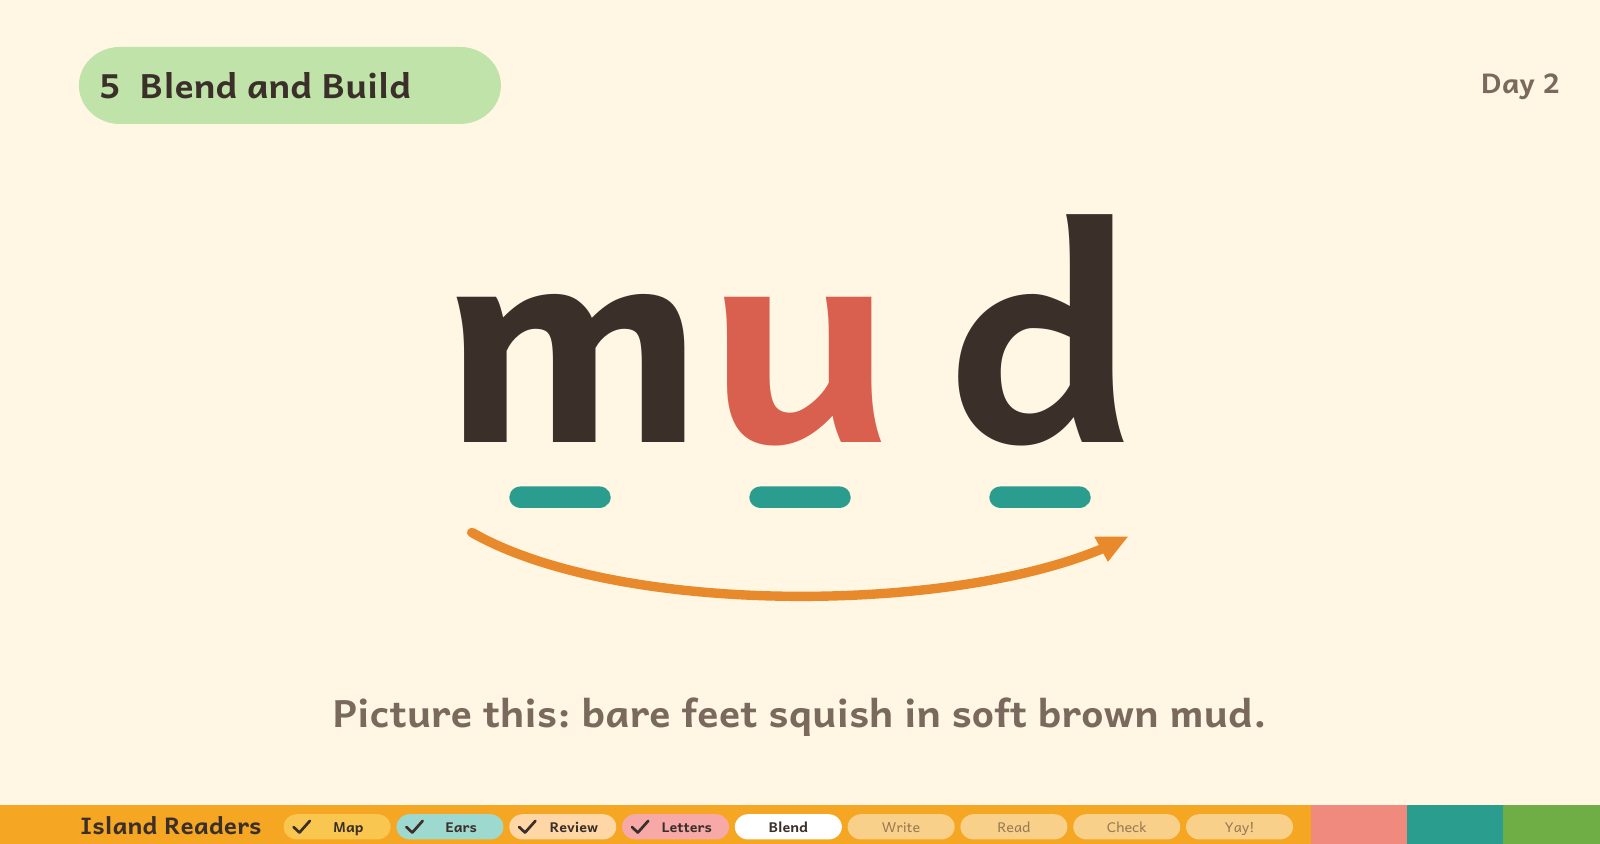 5 Blend and Build
Day 2
mud
Picture this: bare feet squish in soft brown mud.
Island Readers Map Ears Review Letters Blend Write Read Check Yay!